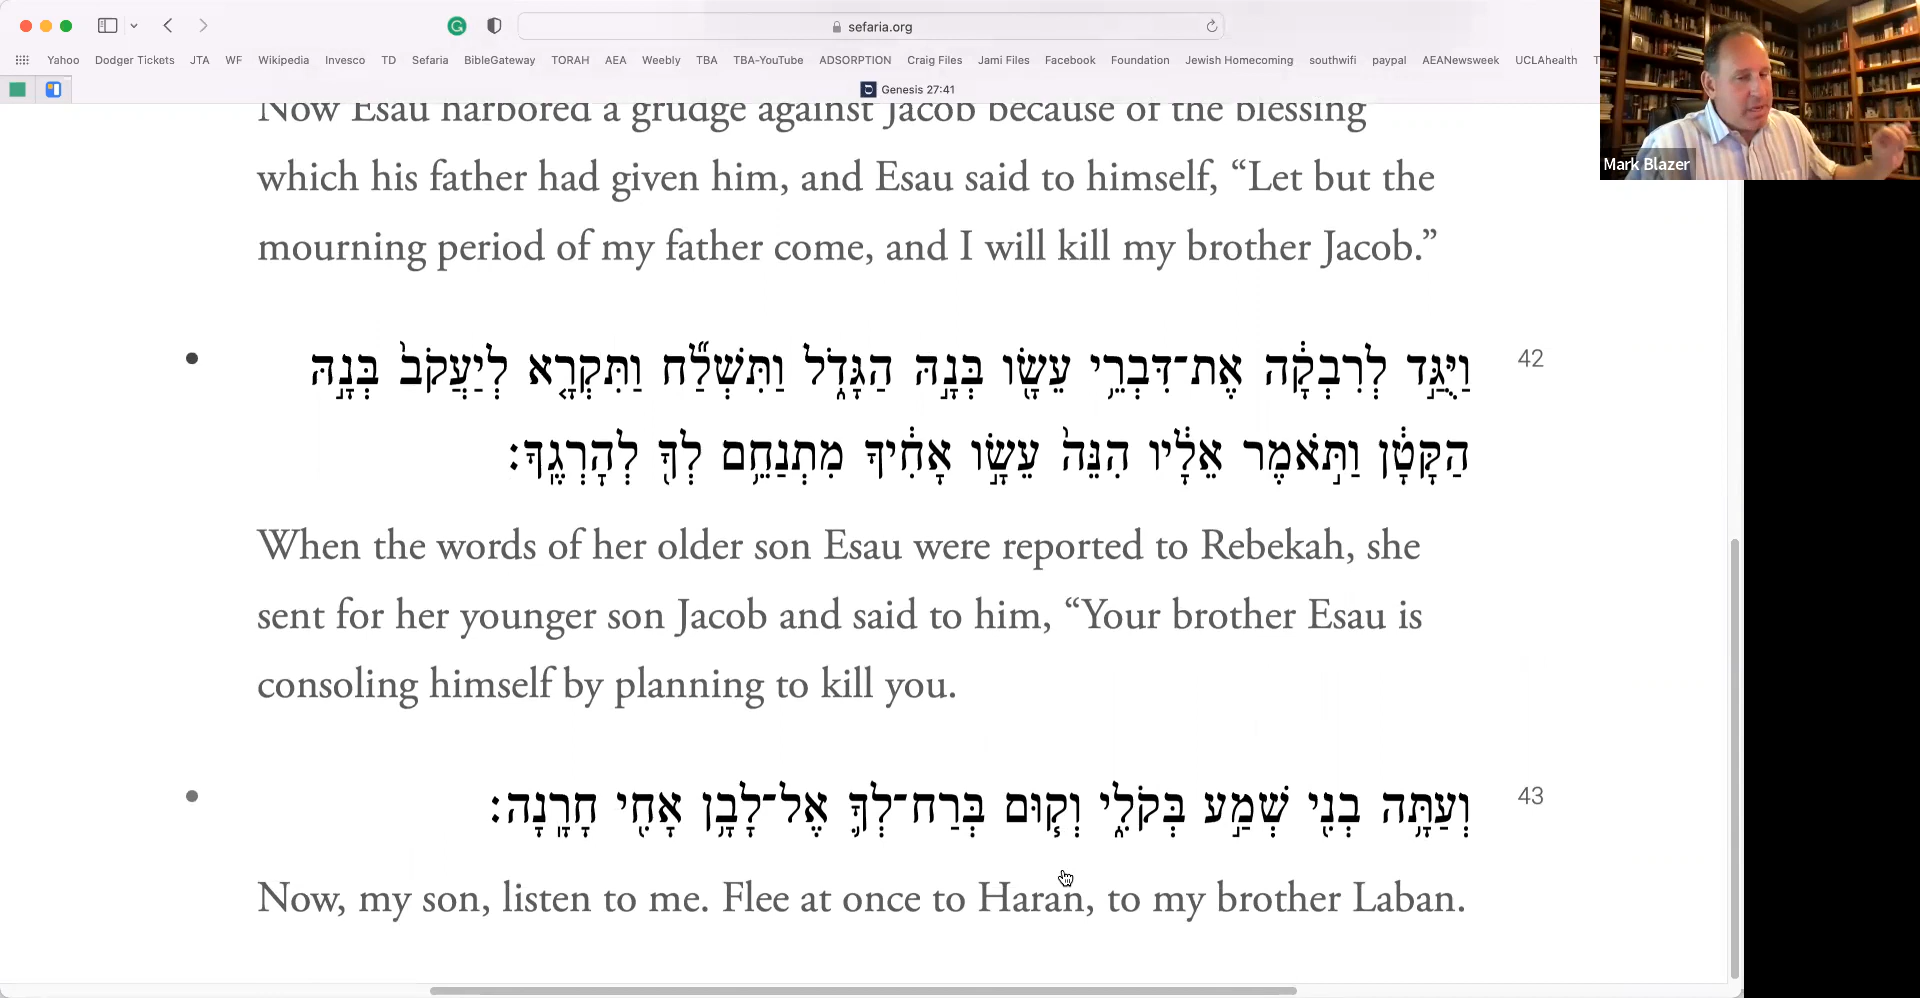 sefaria.org
Yahoo Dodger Tickets JTA WF Wikipedia Invesco TD Sefaria BibleGateway TORAH AEA Weebly TBA TBA-YouTube ADSORPTION Craig Files Jami Files Facebook Foundation Jewish Homecoming southwifi paypal AEANewsweek UCLAhealth
Genesis 27:41
Mark Blazer
Now Esau harbored a grudge against Jacob because of the blessing
which his father had given him, and Esau said to himself, “Let but the
mourning period of my father come, and I will kill my brother Jacob.”
42
וַיֻּגַּ֣ד לְרִבְקָ֔ה אֶת־דִּבְרֵ֥י עֵשָׂ֖ו בְּנָ֣הּ הַגָּדֹ֑ל וַתִּשְׁלַ֞ח וַתִּקְרָ֤א לְיַעֲקֹב֙ בְּנָ֣הּ
הַקָּטָ֔ן וַתֹּ֣אמֶר אֵלָ֔יו הִנֵּה֙ עֵשָׂ֣ו אָחִ֔יךָ מִתְנַחֵ֥ם לְךָ֖ לְהׇרְגֶֽךָ׃
When the words of her older son Esau were reported to Rebekah, she
sent for her younger son Jacob and said to him, “Your brother Esau is
consoling himself by planning to kill you.
43
וְעַתָּ֥ה בְנִ֖י שְׁמַ֣ע בְּקֹלִ֑י וְק֧וּם בְּרַח־לְךָ֛ אֶל־לָבָ֥ן אָחִ֖י חָרָֽנָה׃
Now, my son, listen to me. Flee at once to Haran, to my brother Laban.